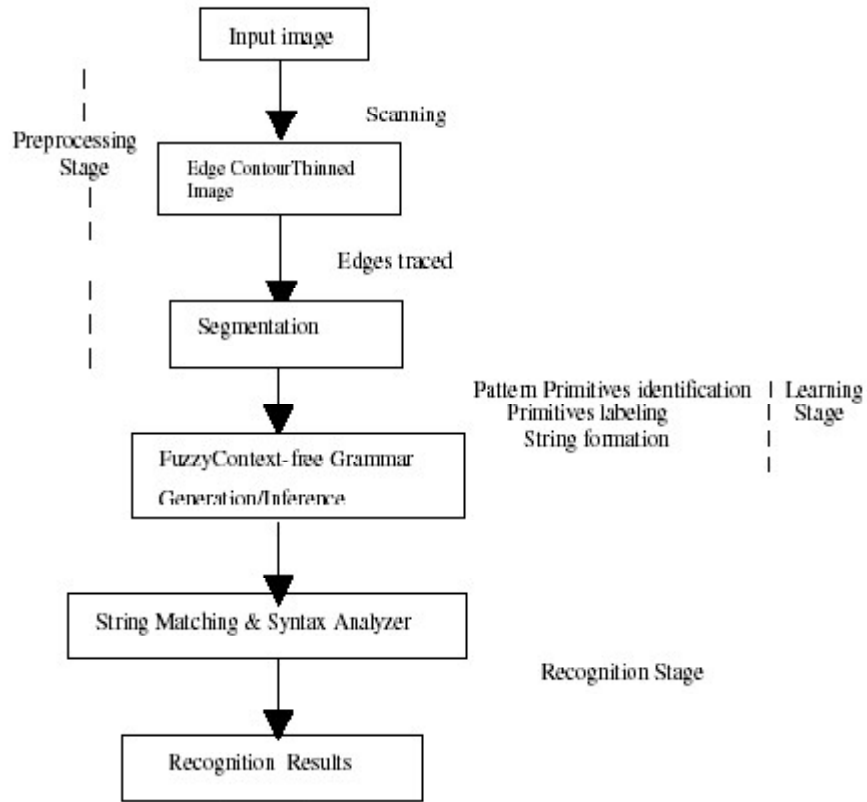 Input image
Scanning
Preprocessing
Stage
Edge ContourThinned
Image
Edges traced
Segmentation
Pattern Primitives identification
Primitives labeling
String formation
Learning
Stage
FuzzyContext-free Grammar
Generation/Inference
String Matching & Syntax Analyzer
Recognition Stage
Recognition Results